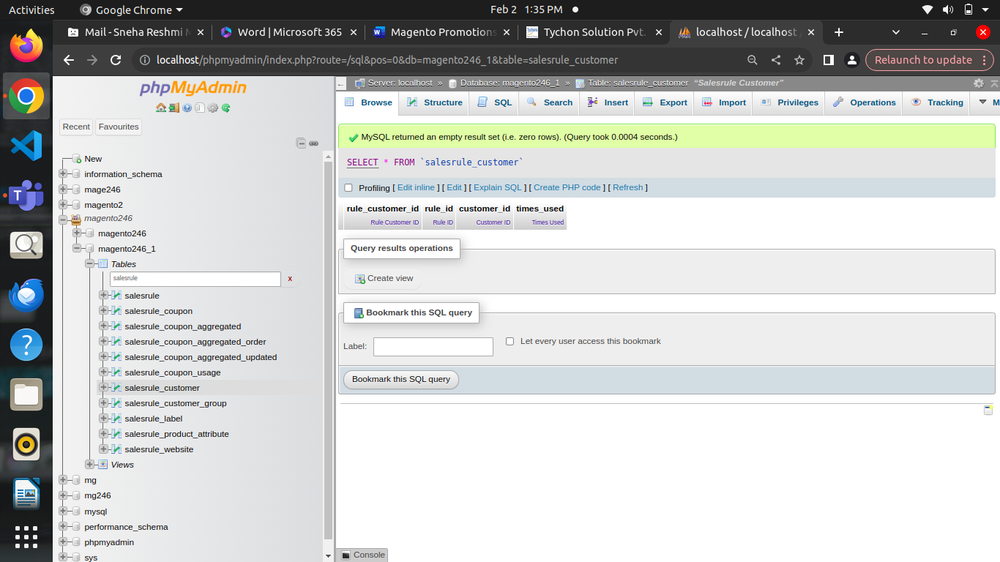 Activities Google Chrome Feb 2 1:35 PM
Mail - Sneha Reshmi M Word | Microsoft 365 Magento Promotions Tychon Solution Pvt. localhost / localhost
localhost/phpmyadmin/index.php?route=/sql&pos=0&db=magento246_1&table=salesrule_customer Relaunch to update
phpMyAdmin
Recent Favourites
New
information_schema
mage246
magento2
magento246
magento246
magento246_1
Tables
salesrule x
salesrule
salesrule_coupon
salesrule_coupon_aggregated
salesrule_coupon_aggregated_order
salesrule_coupon_aggregated_updated
salesrule_coupon_usage
salesrule_customer
salesrule_customer_group
salesrule_label
salesrule_product_attribute
salesrule_website
Views
mg
mg246
mysql
performance_schema
phpmyadmin
sys
Server: localhost » Database: magento246_1 » Table: salesrule_customer “Salesrule Customer”
Browse Structure SQL Search Insert Export Import Privileges Operations Tracking M
MySQL returned an empty result set (i.e. zero rows). (Query took 0.0004 seconds.)
SELECT * FROM `salesrule_customer`
Profiling [ Edit inline ] [ Edit ] [ Explain SQL ] [ Create PHP code ] [ Refresh ]
rule_customer_id rule_id customer_id times_used
Rule Customer ID Rule ID Customer ID Times Used
Query results operations
Create view
Bookmark this SQL query
Label: Let every user access this bookmark
Bookmark this SQL query
Console